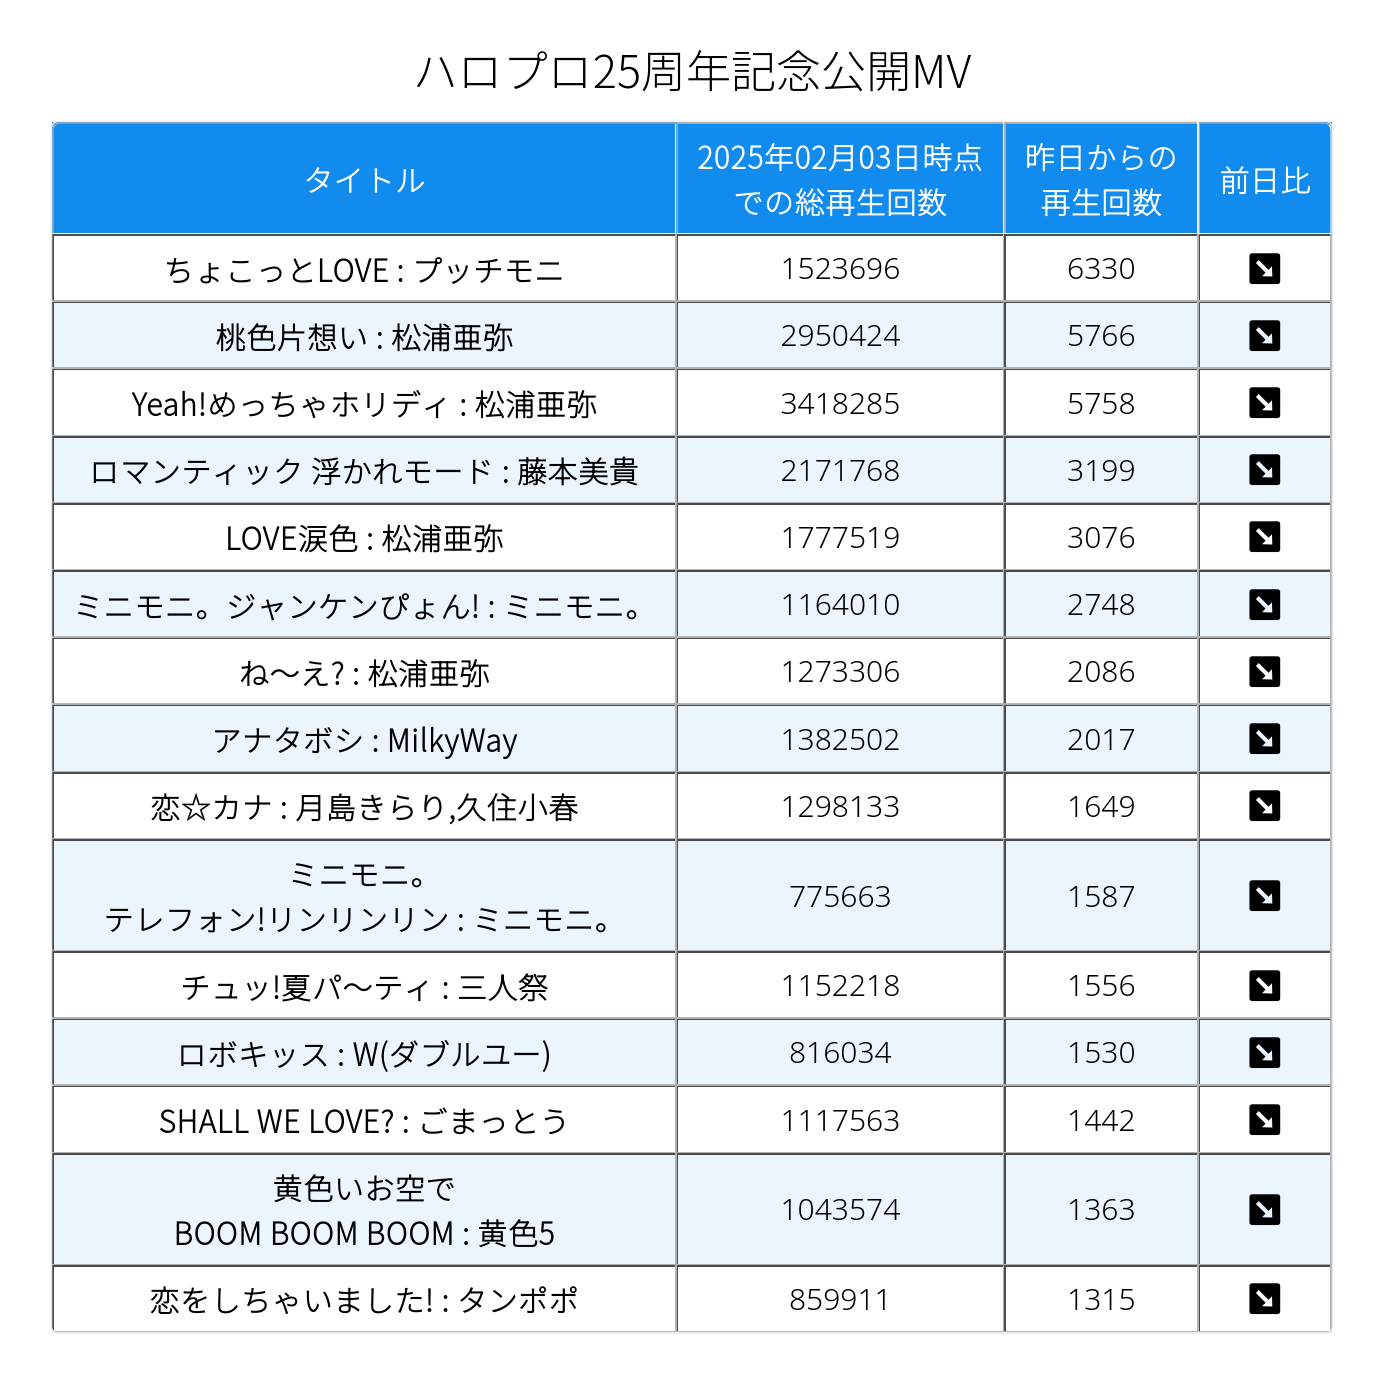 ハロプロ25周年記念公開MV
タイトル
2025年02月03日時点
での総再生回数
昨日からの
再生回数
前日比
ちょこっとLOVE : プッチモニ 1523696 6330
桃色片想い : 松浦亜弥 2950424 5766
Yeah!めっちゃホリディ : 松浦亜弥 3418285 5758
ロマンティック 浮かれモード : 藤本美貴 2171768 3199
LOVE涙色 : 松浦亜弥 1777519 3076
ミニモニ。ジャンケンぴょん! : ミニモニ。 1164010 2748
ね〜え? : 松浦亜弥 1273306 2086
アナタボシ : MilkyWay 1382502 2017
恋☆カナ : 月島きらり,久住小春 1298133 1649
ミニモニ。
テレフォン!リンリンリン : ミニモニ。 775663 1587
チュッ!夏パ〜ティ : 三人祭 1152218 1556
ロボキッス : W(ダブルユー) 816034 1530
SHALL WE LOVE? : ごまっとう 1117563 1442
黄色いお空で
BOOM BOOM BOOM : 黄色5 1043574 1363
恋をしちゃいました! : タンポポ 859911 1315